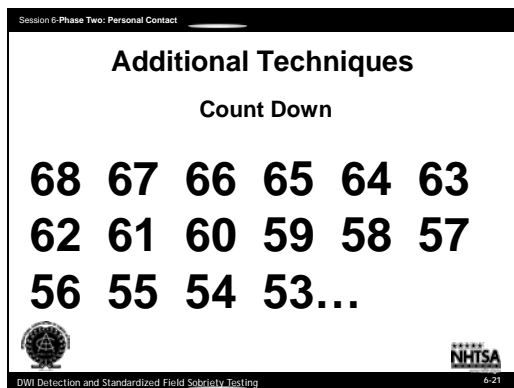 Session 6-Phase Two: Personal Contact
Additional Techniques
Count Down
68 67 66 65 64 63
62 61 60 59 58 57
56 55 54 53…
NHTSA
DWI Detection and Standardized Field Sobriety Testing 6-21